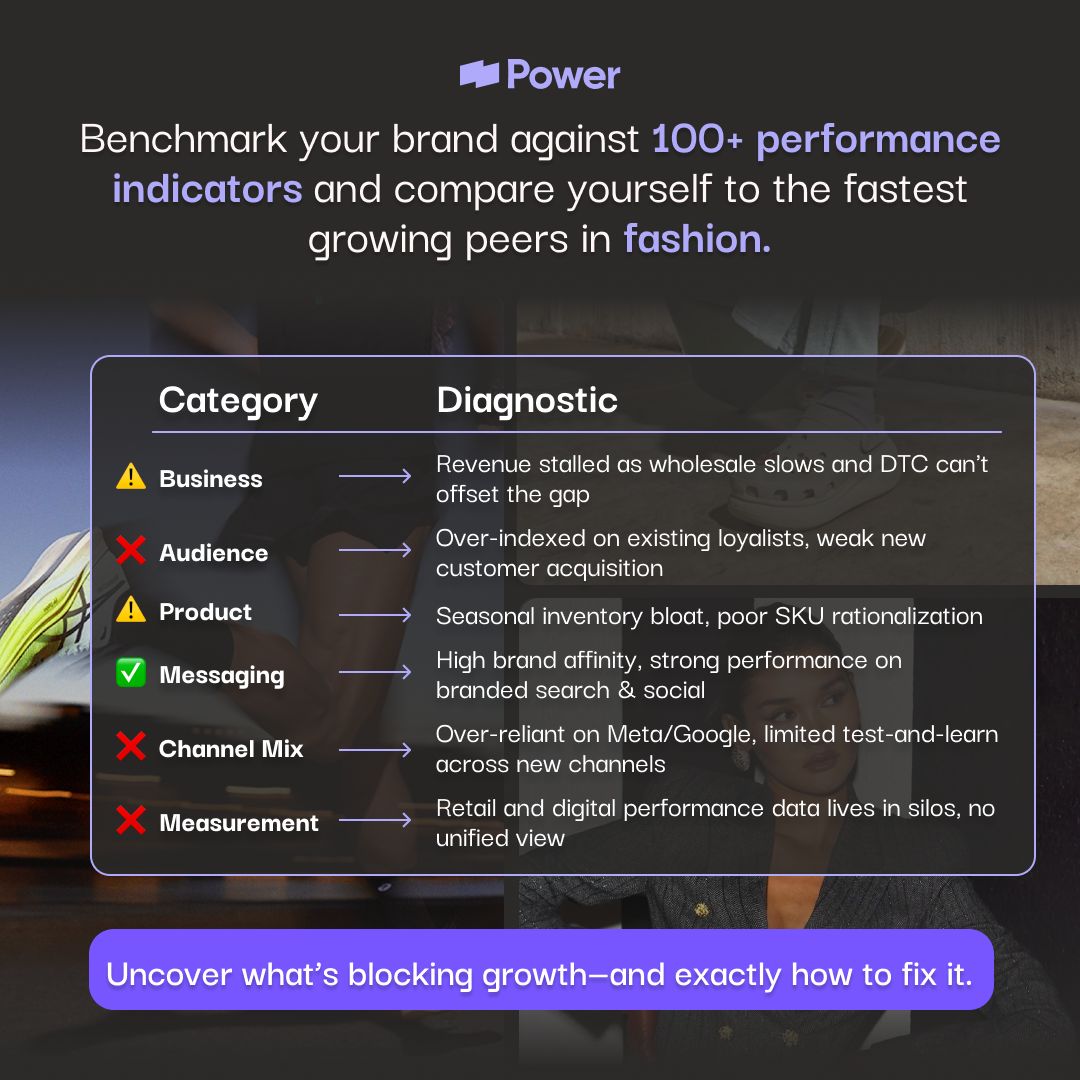 Power
Benchmark your brand against 100+ performance
indicators and compare yourself to the fastest
growing peers in fashion.
Category Diagnostic
⚠️ Business → Revenue stalled as wholesale slows and DTC can't
offset the gap
❌ Audience → Over-indexed on existing loyalists, weak new
customer acquisition
⚠️ Product → Seasonal inventory bloat, poor SKU rationalization
✅ Messaging → High brand affinity, strong performance on
branded search & social
❌ Channel Mix → Over-reliant on Meta/Google, limited test-and-learn
across new channels
❌ Measurement → Retail and digital performance data lives in silos, no
unified view
Uncover what's blocking growth—and exactly how to fix it.